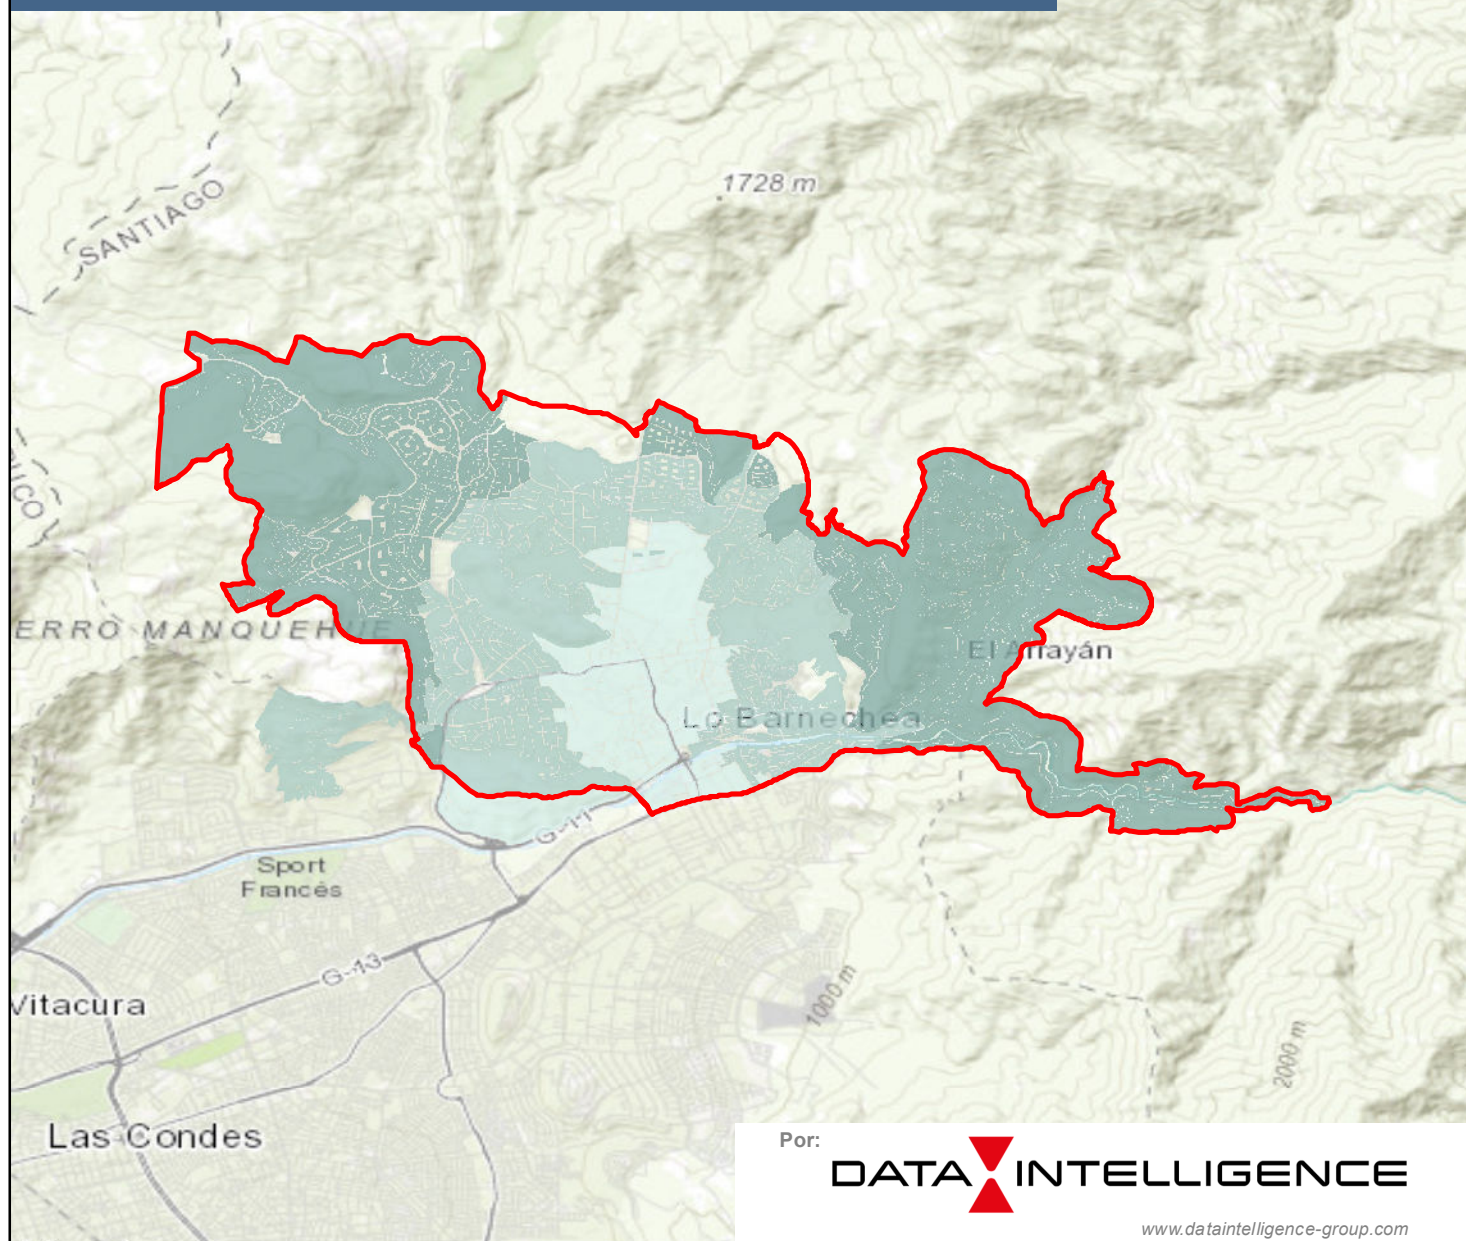 1728 m
SANTIAGO
ERRO MANQUEHUE
El Arrayán
Lo Barnechea
G-11
Sport
Francés
G-43
1000 m
Vitacura
2000 m
Las Condes
Por:
DATA INTELLIGENCE
www.dataintelligence-group.com